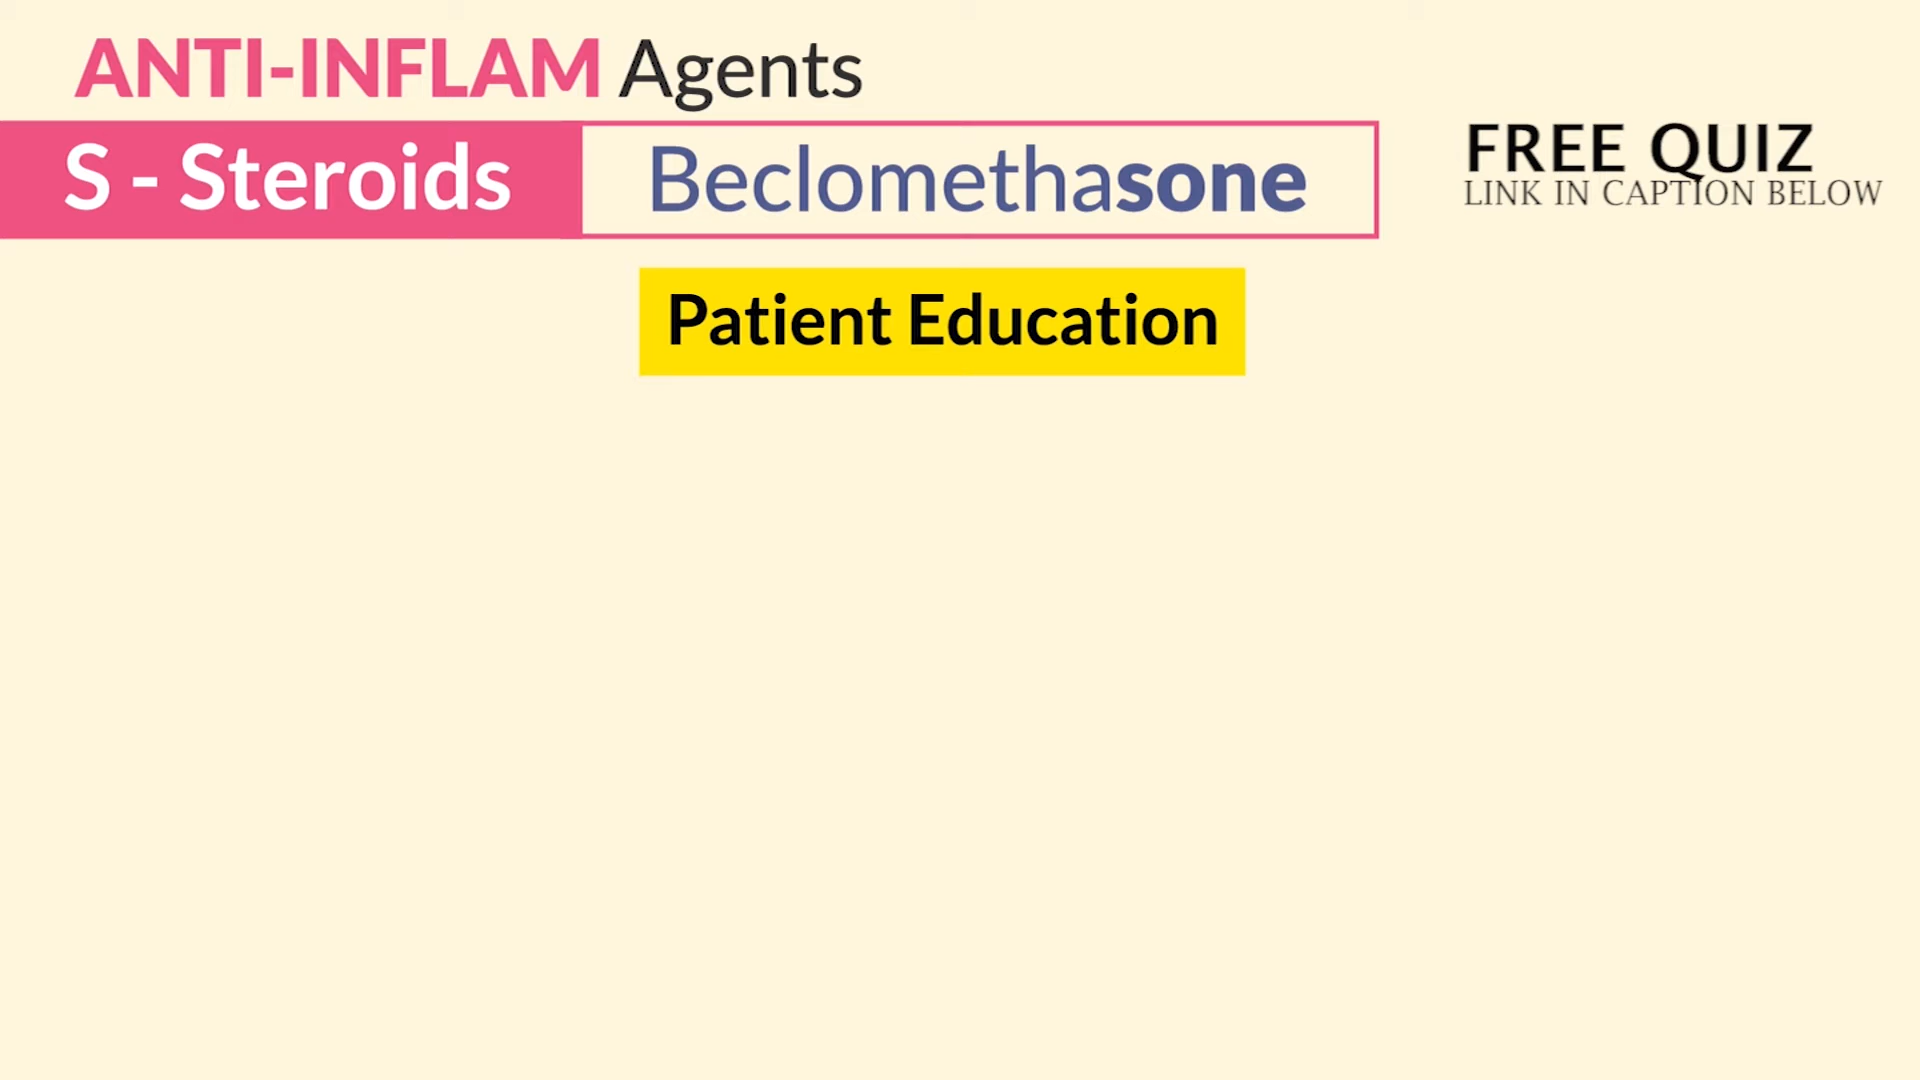 ANTI-INFLAM Agents
S - Steroids
Beclomethasone
FREE QUIZ
LINK IN CAPTION BELOW
Patient Education